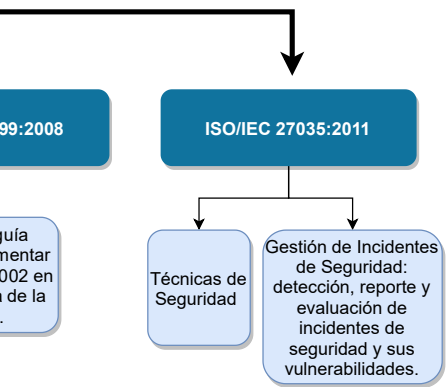 99:2008
ISO/IEC 27035:2011
guía
mentar
002 en
de la
.
Técnicas de
Seguridad
Gestión de Incidentes
de Seguridad:
detección, reporte y
evaluación de
incidentes de
seguridad y sus
vulnerabilidades.